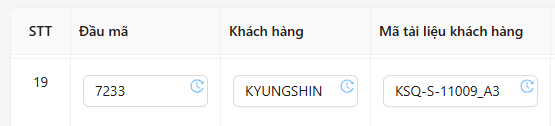 STT Đầu mã Khách hàng Mã tài liệu khách hàng
19 7233 KYUNGSHIN KSQ-S-11009_A3